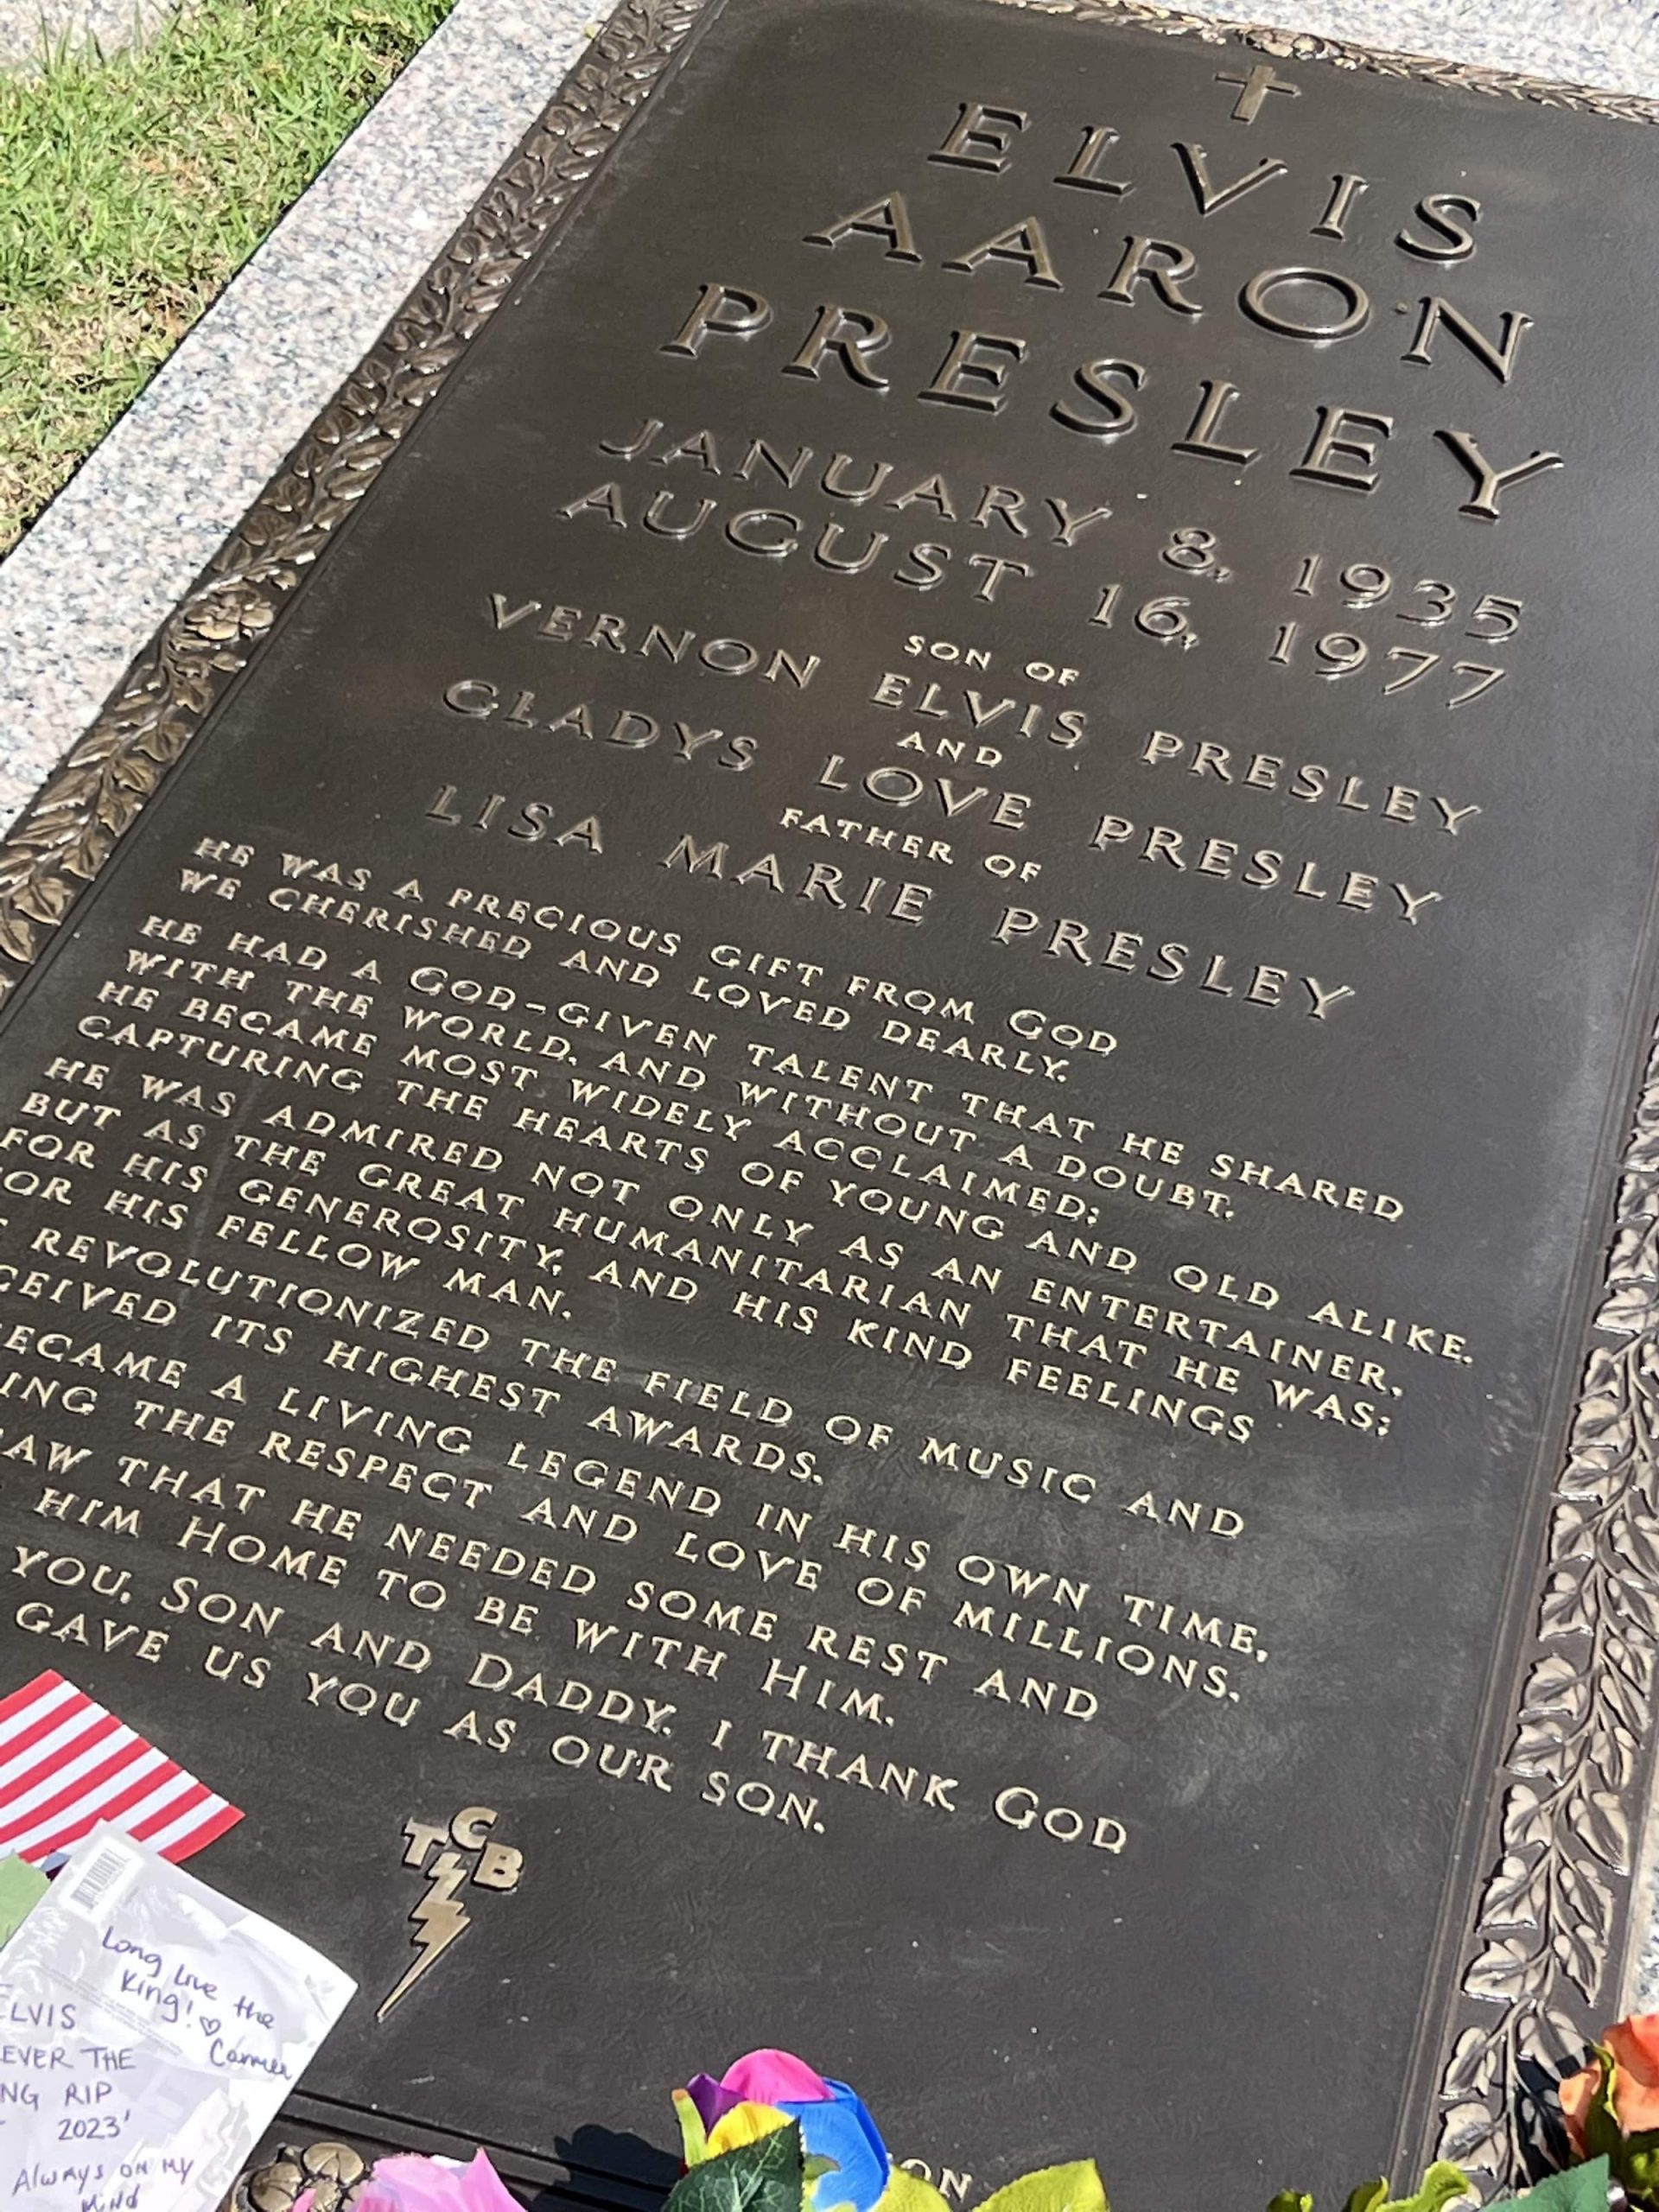 ELVIS
AARON
PRESLEY
JANUARY 8, 1935
AUGUST 16, 1977
SON OF
VERNON ELVIS PRESLEY
AND
GLADYS LOVE PRESLEY
FATHER OF
LISA MARIE PRESLEY
HE WAS A PRECIOUS GIFT FROM GOD
WE CHERISHED AND LOVED DEARLY.
HE HAD A GOD-GIVEN TALENT THAT HE SHARED
WITH THE WORLD. AND WITHOUT A DOUBT,
HE BECAME MOST WIDELY ACCLAIMED;
CAPTURING THE HEARTS OF YOUNG AND OLD ALIKE.
HE WAS ADMIRED NOT ONLY AS AN ENTERTAINER,
BUT AS THE GREAT HUMANITARIAN THAT HE WAS;
FOR HIS GENEROSITY, AND HIS KIND FEELINGS
OR HIS FELLOW MAN.
REVOLUTIONIZED THE FIELD OF MUSIC AND
CEIVED ITS HIGHEST AWARDS.
ECAME A LIVING LEGEND IN HIS OWN TIME,
ING THE RESPECT AND LOVE OF MILLIONS.
AW THAT HE NEEDED SOME REST AND
HIM HOME TO BE WITH HIM.
YOU, SON AND DADDY. I THANK GOD
GAVE US YOU AS OUR SON.
TCB
Long Live the
King! ♡
Carmen
ELVIS
EVER THE
NG RIP
2023'
Always on my
Mind
ON